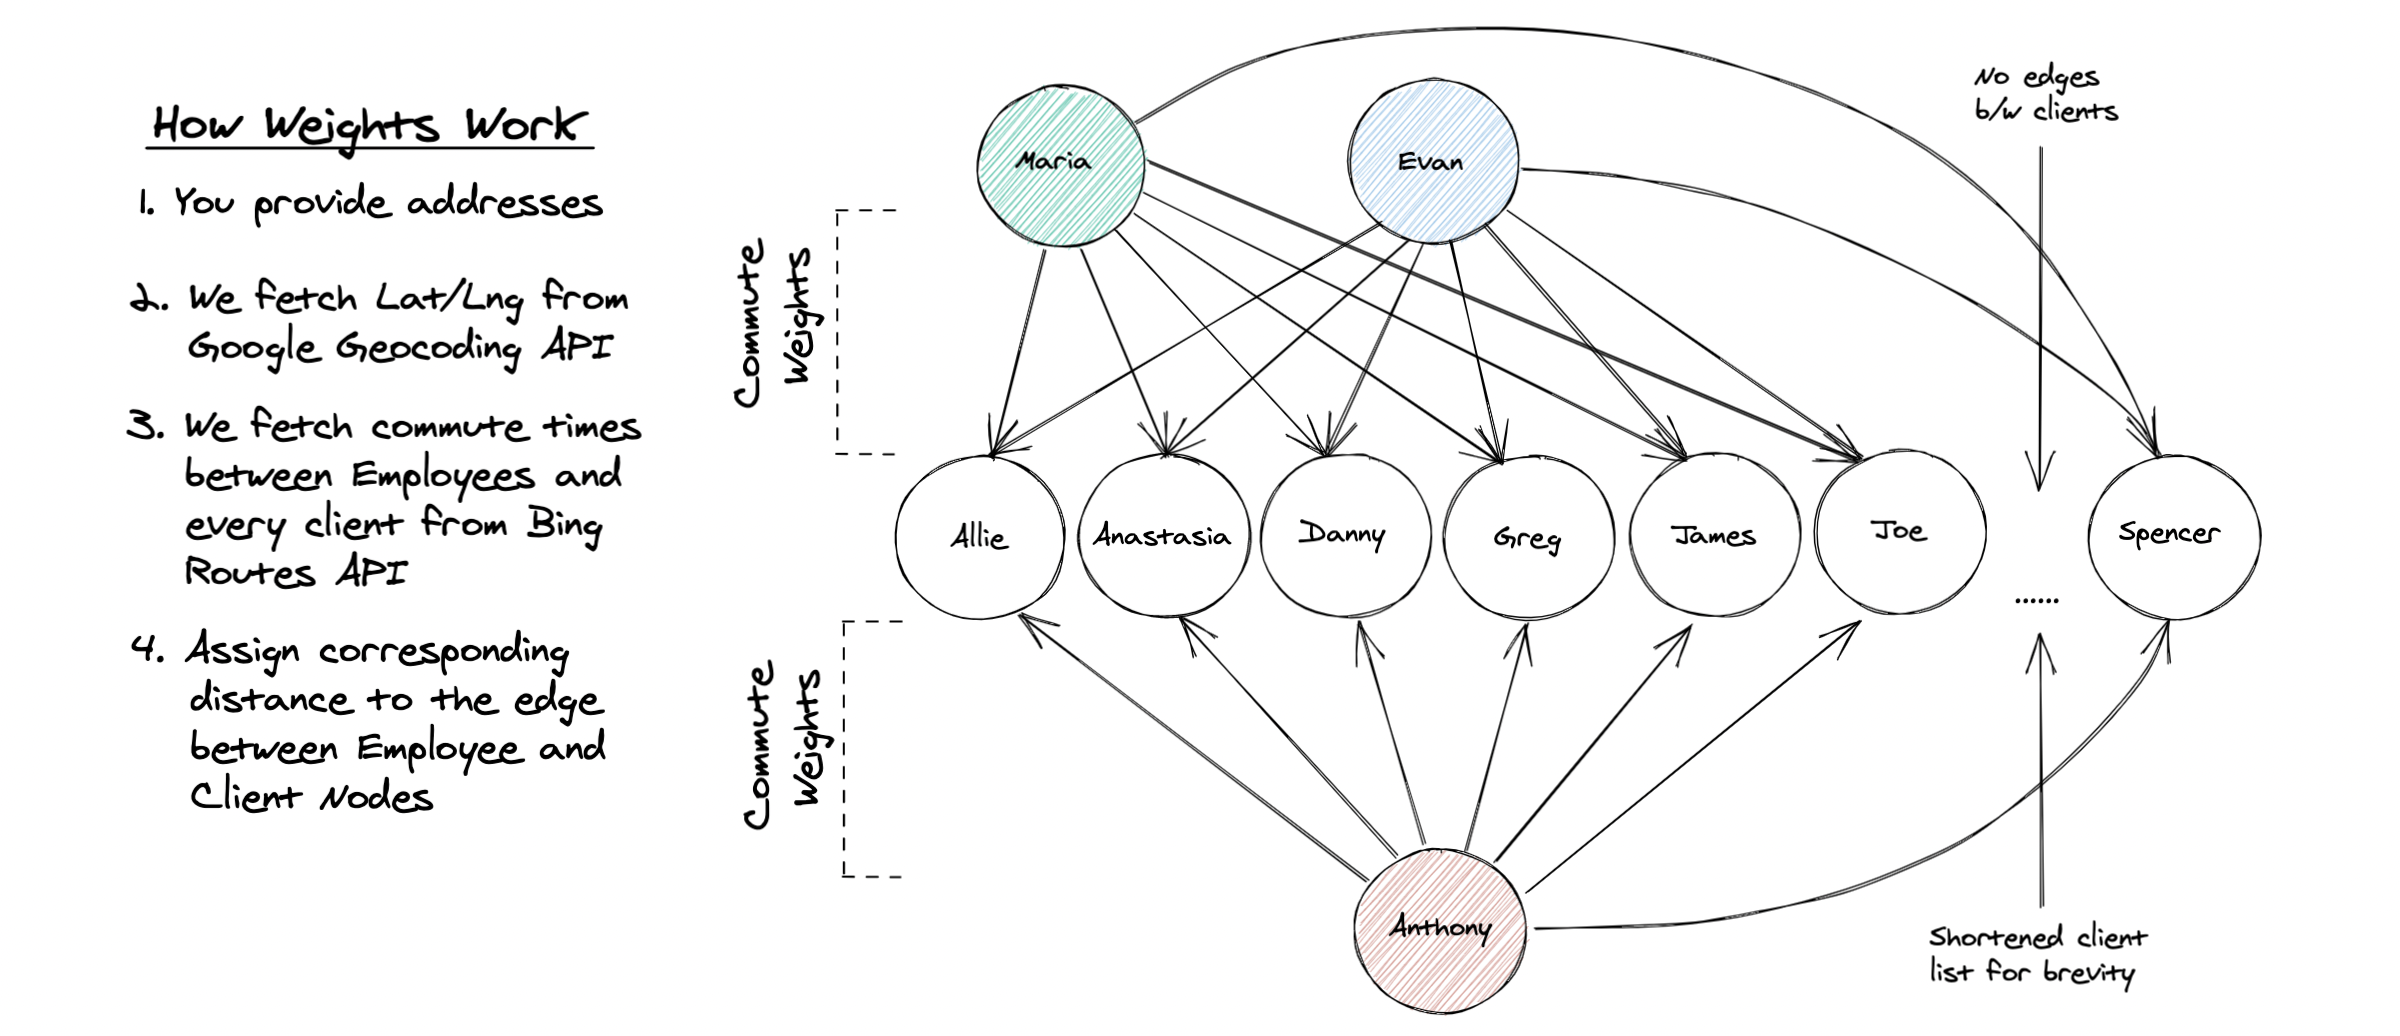 How Weights Work
1. You provide addresses
2. We fetch Lat/Lng from
Google Geocoding API
3. We fetch commute times
between Employees and
every client from Bing
Routes API
4. Assign corresponding
distance to the edge
between Employee and
Client Nodes
Commute
Weights
Commute
Weights
Maria
Evan
No edges
b/w clients
Allie
Anastasia
Danny
Greg
James
Joe
......
Spencer
Anthony
Shortened client
list for brevity